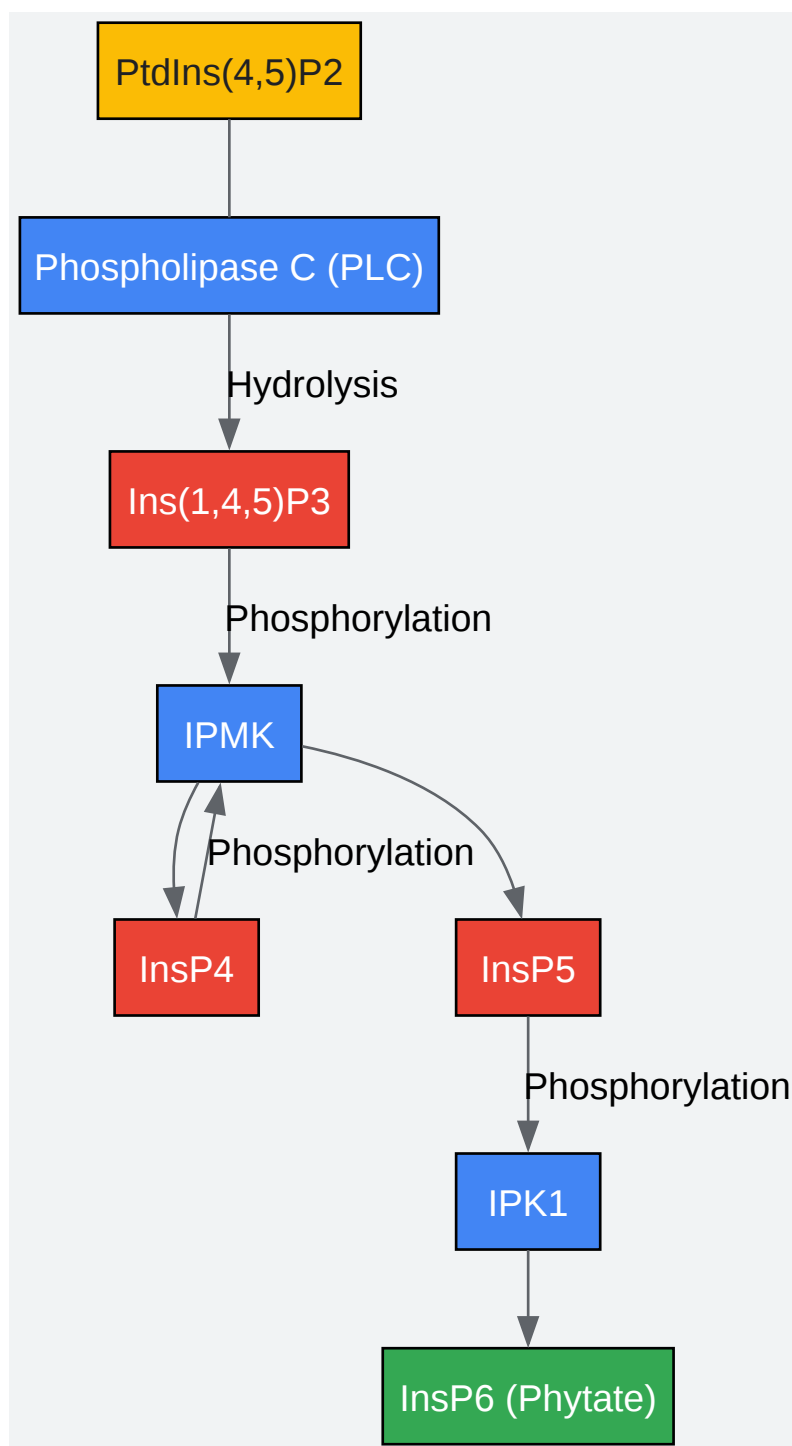 PtdIns(4,5)P2
Phospholipase C (PLC)
Hydrolysis
Ins(1,4,5)P3
Phosphorylation
IPMK
Phosphorylation
InsP4
InsP5
Phosphorylation
IPK1
InsP6 (Phytate)